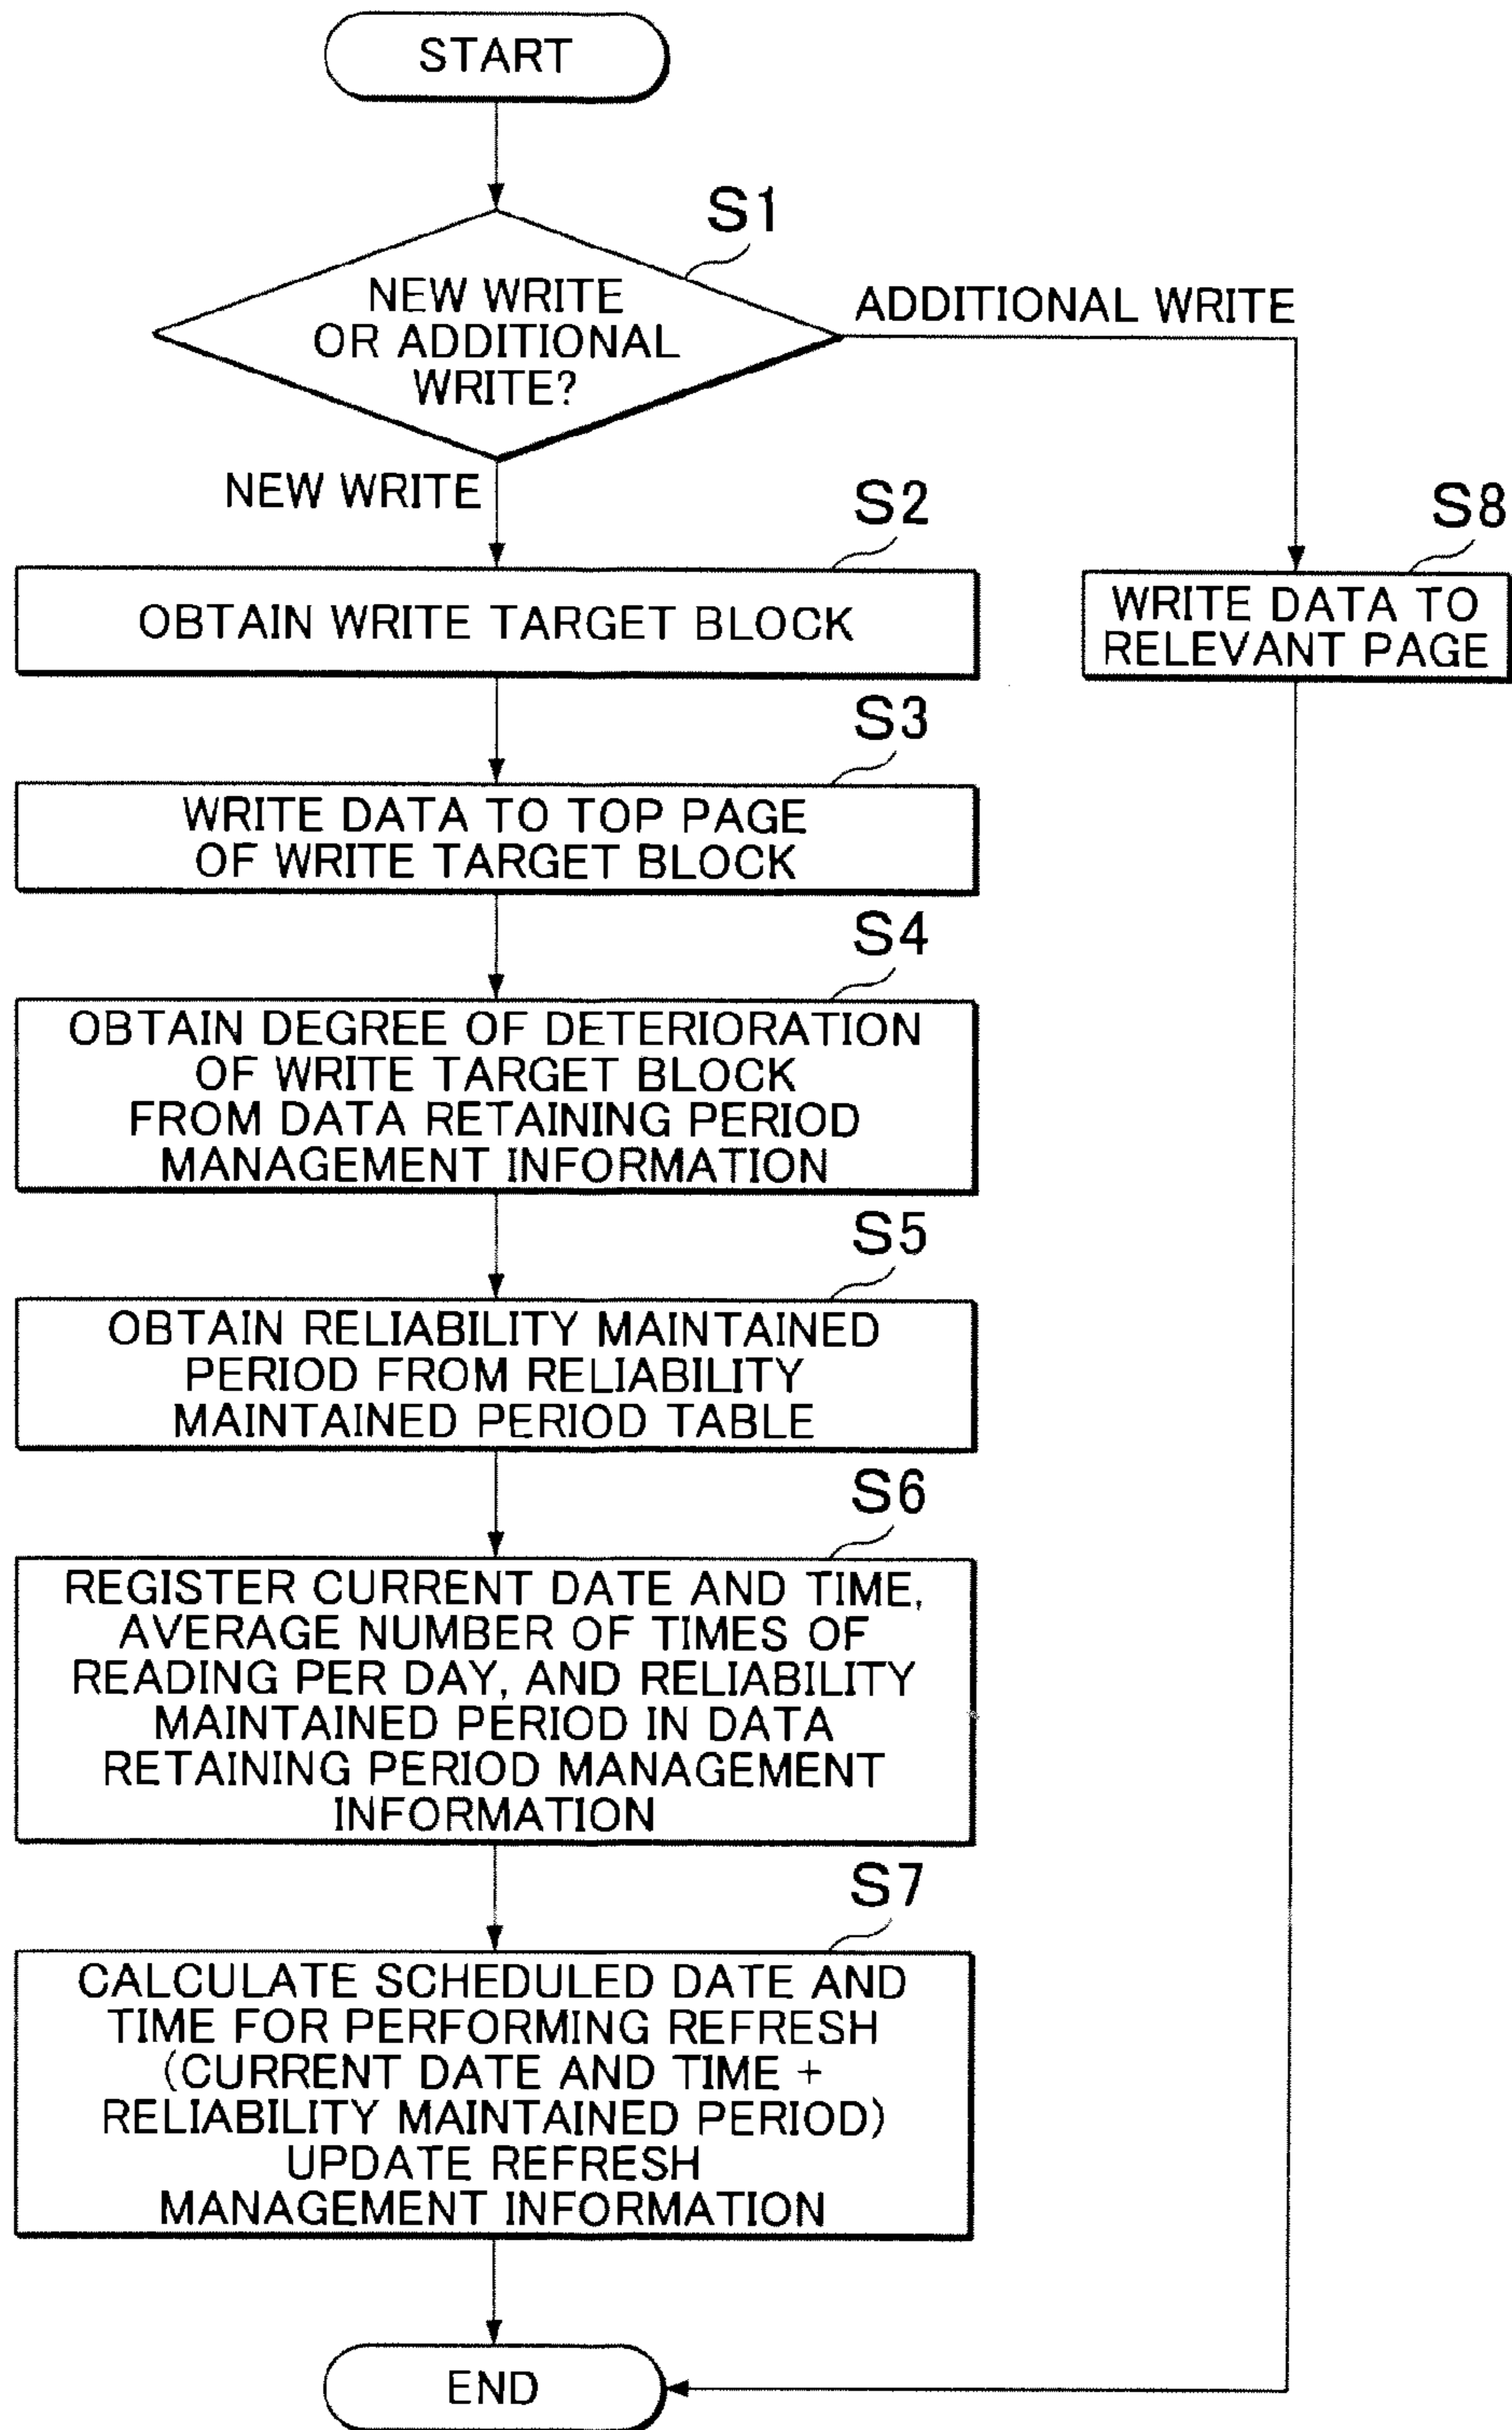 START
S1
NEW WRITE
OR ADDITIONAL
WRITE?
ADDITIONAL WRITE
NEW WRITE
S2
OBTAIN WRITE TARGET BLOCK
S8
WRITE DATA TO
RELEVANT PAGE
S3
WRITE DATA TO TOP PAGE
OF WRITE TARGET BLOCK
S4
OBTAIN DEGREE OF DETERIORATION
OF WRITE TARGET BLOCK
FROM DATA RETAINING PERIOD
MANAGEMENT INFORMATION
S5
OBTAIN RELIABILITY MAINTAINED
PERIOD FROM RELIABILITY
MAINTAINED PERIOD TABLE
S6
REGISTER CURRENT DATE AND TIME,
AVERAGE NUMBER OF TIMES OF
READING PER DAY, AND RELIABILITY
MAINTAINED PERIOD IN DATA
RETAINING PERIOD MANAGEMENT
INFORMATION
S7
CALCULATE SCHEDULED DATE AND
TIME FOR PERFORMING REFRESH
(CURRENT DATE AND TIME +
RELIABILITY MAINTAINED PERIOD)
UPDATE REFRESH
MANAGEMENT INFORMATION
END